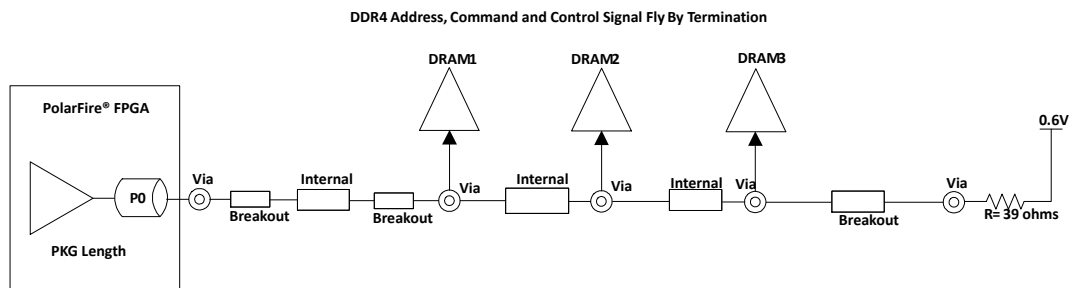 DDR4 Address, Command and Control Signal Fly By Termination
DRAM1
DRAM2
DRAM3
PolarFire® FPGA
0.6V
P0
Via
Breakout
Internal
Breakout
Via
Internal
Via
Internal
Via
Breakout
Via
R= 39 ohms
PKG Length